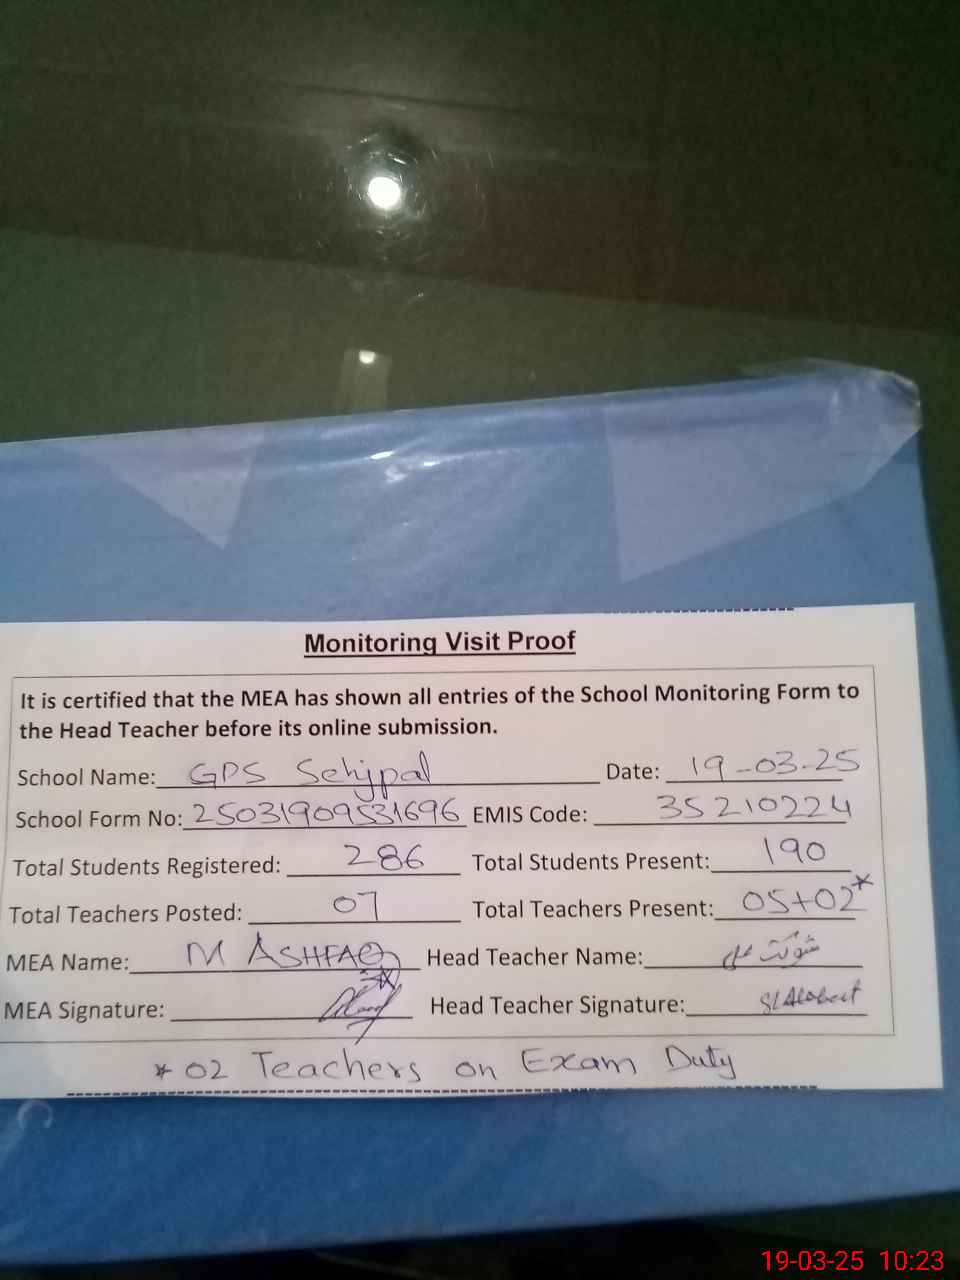 Monitoring Visit Proof
It is certified that the MEA has shown all entries of the School Monitoring Form to
the Head Teacher before its online submission.
School Name: GPS Sehjpal Date: 19-03-25
School Form No: 25031909531696 EMIS Code: 35210224
Total Students Registered: 286 Total Students Present: 190
Total Teachers Posted: 07 Total Teachers Present: 05+02*
MEA Name: M ASHFAQ Head Teacher Name: شوکت علی
MEA Signature: Head Teacher Signature:
* 02 Teachers on Exam Duty
19-03-25 10:23